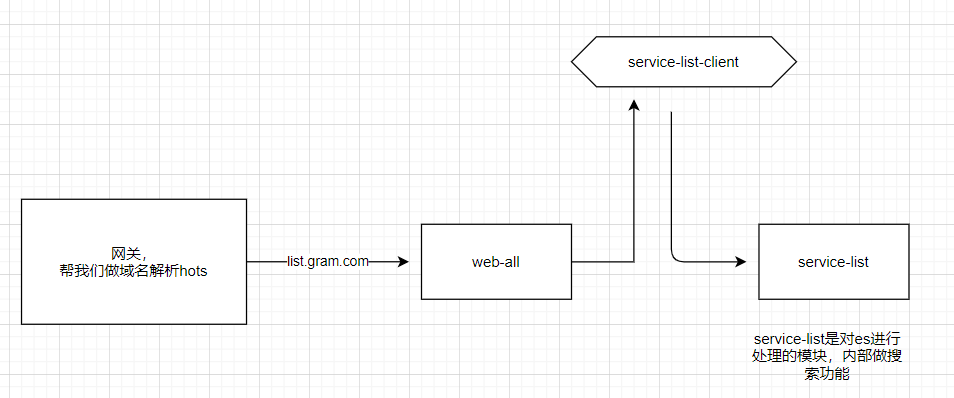 service-list-client
网关，
帮我们做域名解析hots
list.gram.com
web-all
service-list
service-list是对es进行
处理的模块，内部做搜
索功能